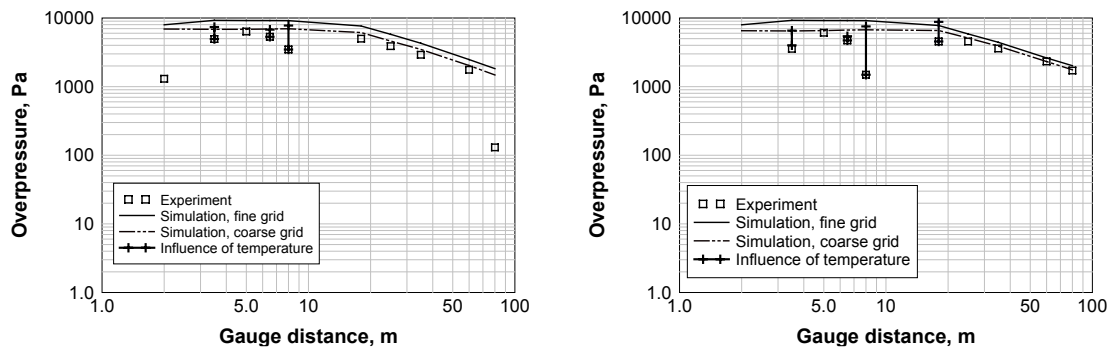 10000
1000
100
10
1.0
Overpressure, Pa
Experiment
Simulation, fine grid
Simulation, coarse grid
Influence of temperature
1.0 5.0 10 50 100
Gauge distance, m
10000
1000
100
10
1.0
Overpressure, Pa
Experiment
Simulation, fine grid
Simulation, coarse grid
Influence of temperature
1.0 5.0 10 50 100
Gauge distance, m